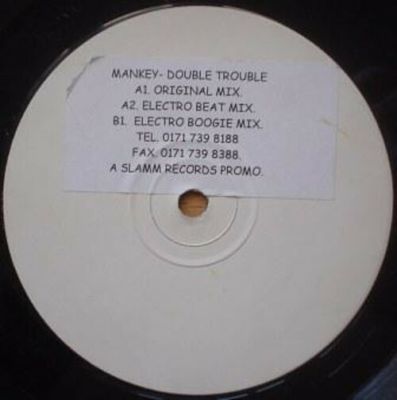 MANKEY- DOUBLE TROUBLE
A1. ORIGINAL MIX.
A2. ELECTRO BEAT MIX.
B1. ELECTRO BOOGIE MIX.
TEL. 0171 739 8188
FAX. 0171 739 8388.
A SLAMM RECORDS PROMO.